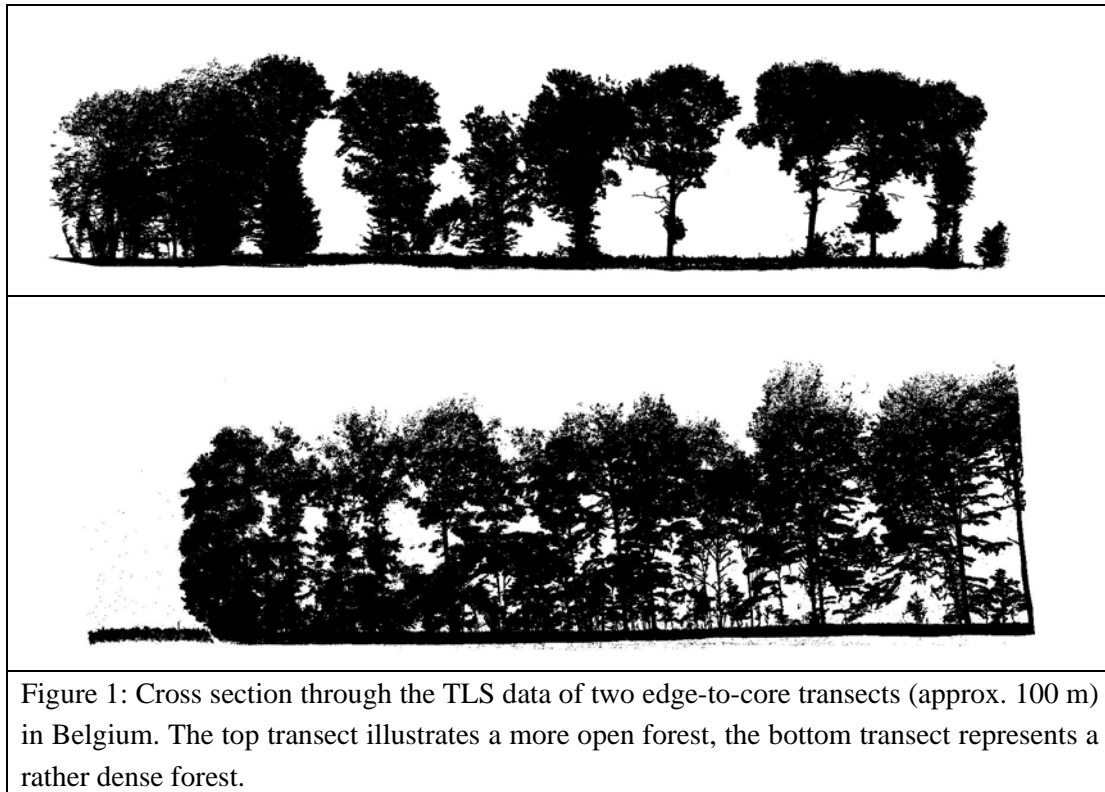 Figure 1: Cross section through the TLS data of two edge-to-core transects (approx. 100 m)
in Belgium. The top transect illustrates a more open forest, the bottom transect represents a
rather dense forest.